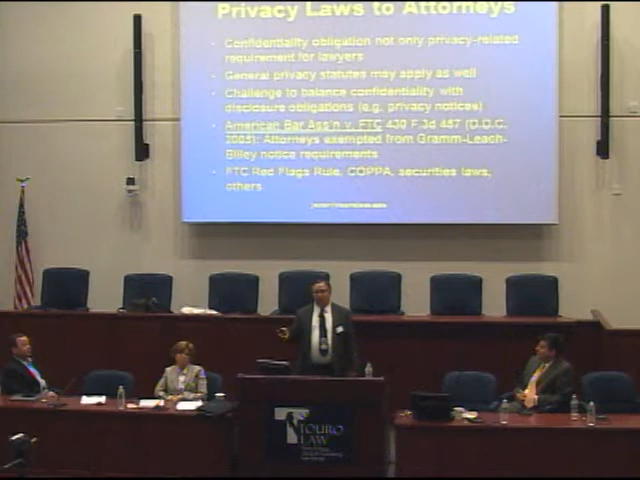 Privacy Laws to Attorneys
- Confidentiality obligation not only privacy-related
requirement for lawyers
- General privacy statutes may apply as well
- Challenge to balance confidentiality with
disclosure obligations (e.g. privacy notices)
- American Bar Ass'n v. FTC 430 F.3d 457 (D.D.C.
2005): Attorneys exempted from Gramm-Leach-
Bliley notice requirements
- FTC Red Flags Rule, COPPA, securities laws,
others
TOURO
LAW